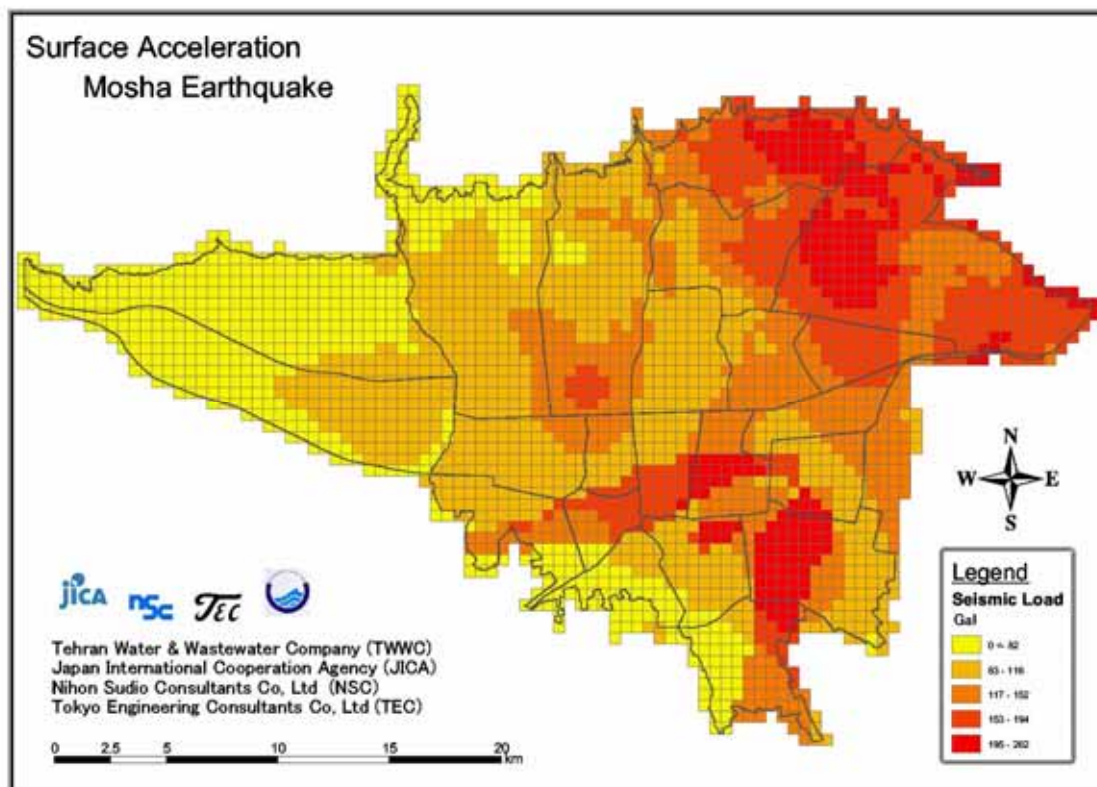 Surface Acceleration
Mosha Earthquake
N
W E
S
jiCA NSC TEC
Tehran Water & Wastewater Company (TWWC)
Japan International Cooperation Agency (JICA)
Nihon Sudio Consultants Co, Ltd (NSC)
Tokyo Engineering Consultants Co, Ltd (TEC)
0 2.5 5 10 15 20
km
Legend
Seismic Load
Gal
0 <- 82
83 - 116
117 - 152
153 - 194
195 - 262